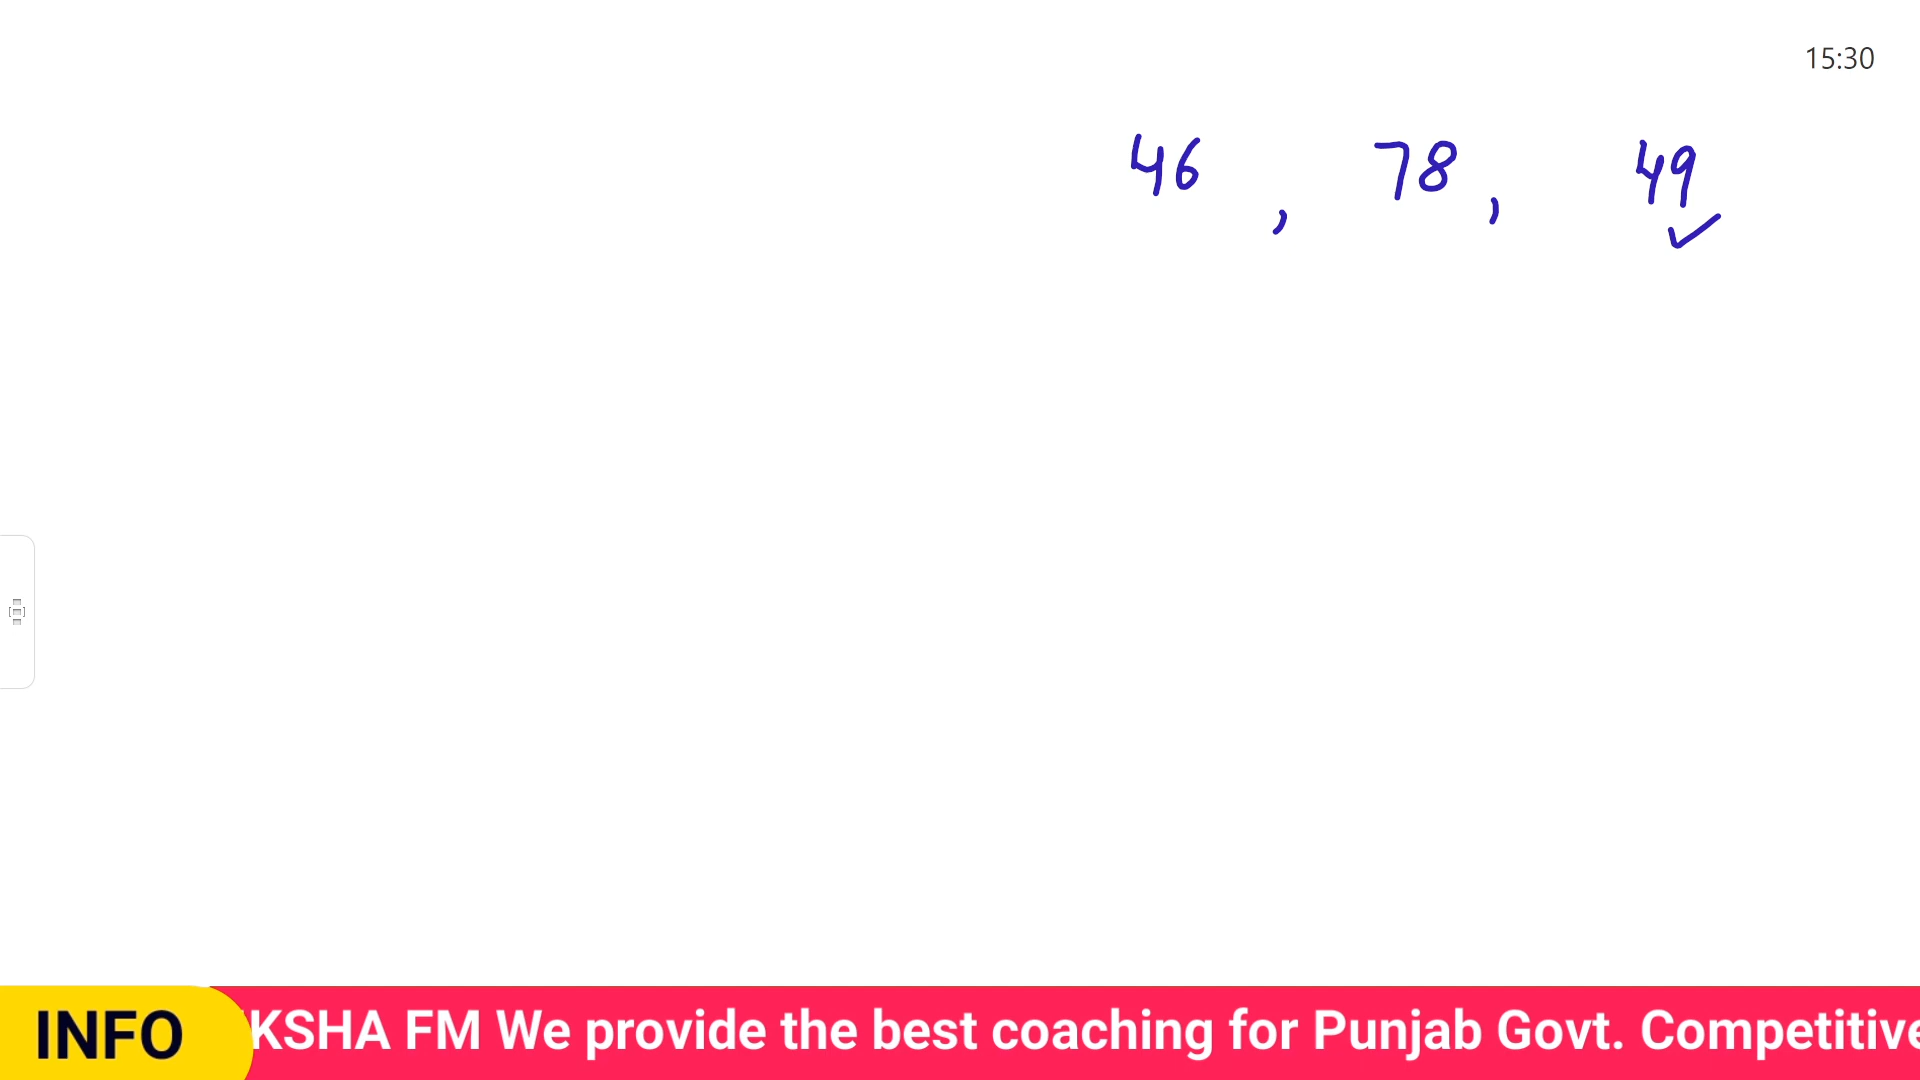 15:30
46 , 78 , 49 ✓
INFO
KSHA FM We provide the best coaching for Punjab Govt. Competitive